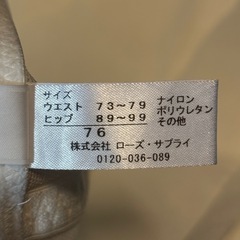 サイズ
ウエスト 73~79 ナイロン
ヒップ 89~99 ポリウレタン
76 その他
株式会社 ローズ・サプライ
0120-036-089